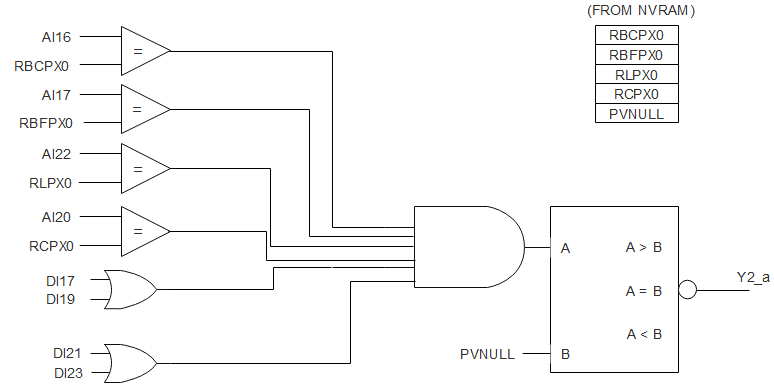 (FROM NVRAM)
RBCPX0
RBFPX0
RLPX0
RCPX0
PVNULL
AI16
=
RBCPX0
AI17
=
RBFPX0
AI22
=
RLPX0
AI20
=
RCPX0
DI17
DI19
DI21
DI23
A
A > B
A = B
A < B
B
PVNULL
Y2_a